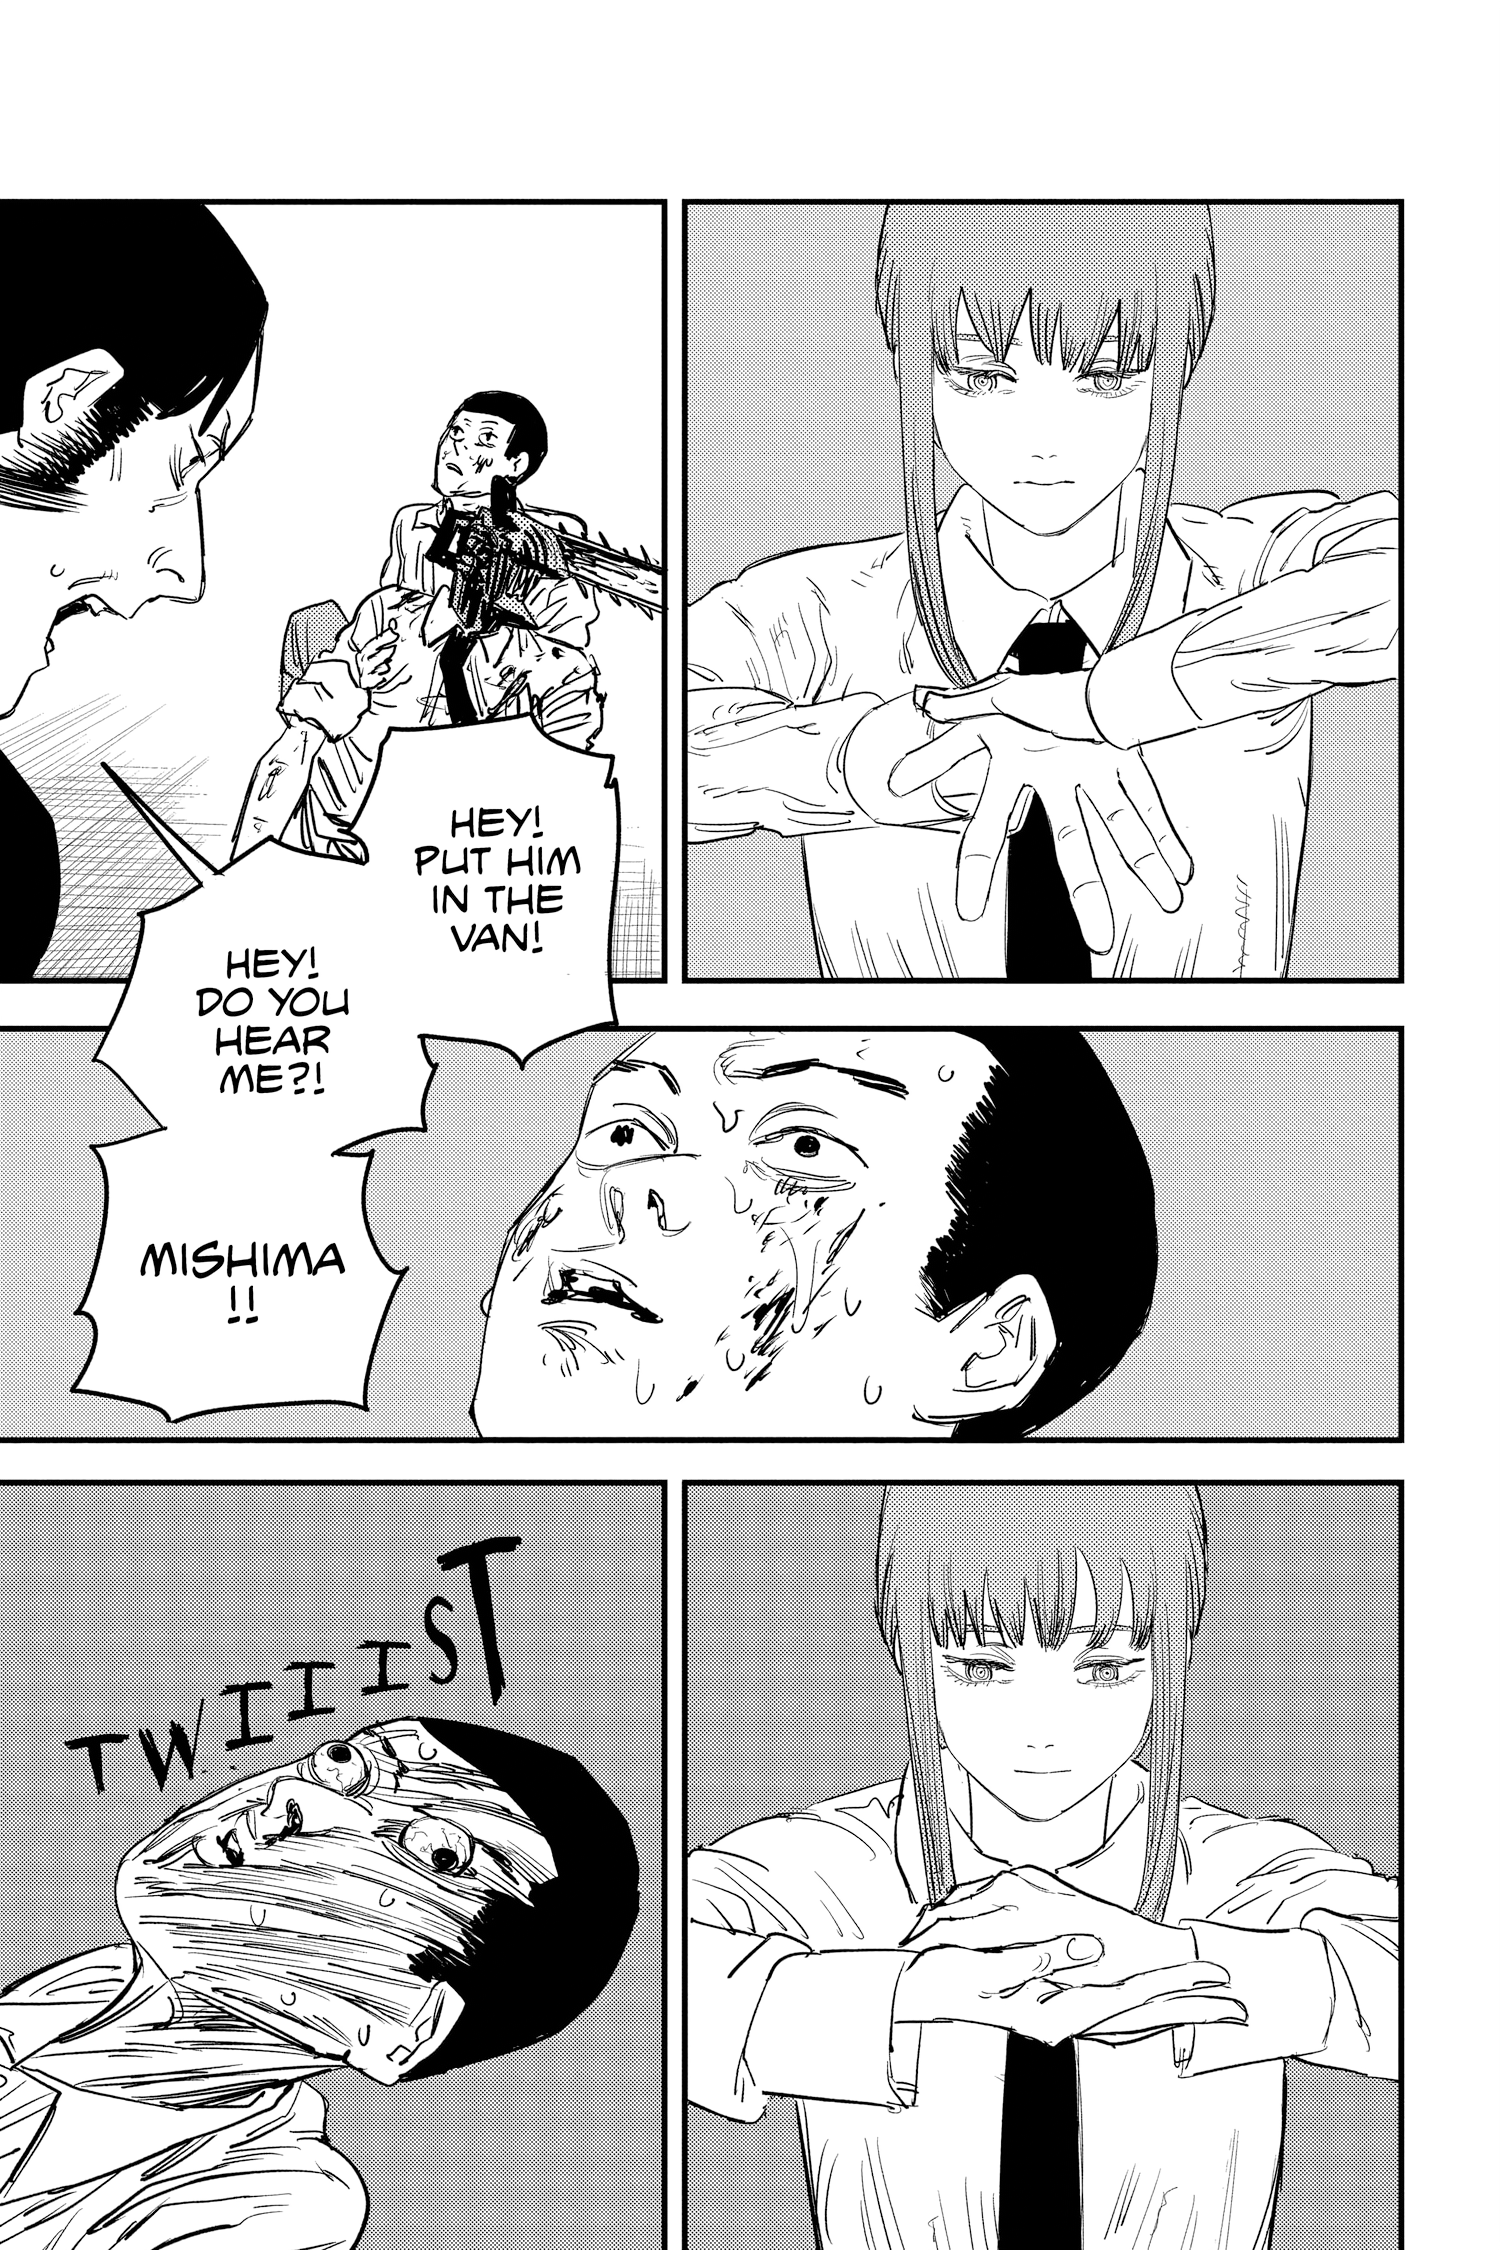 HEY!
PUT HIM
IN THE
VAN!
HEY!
DO YOU
HEAR
ME?!
MISHIMA
!!
TWIIIST